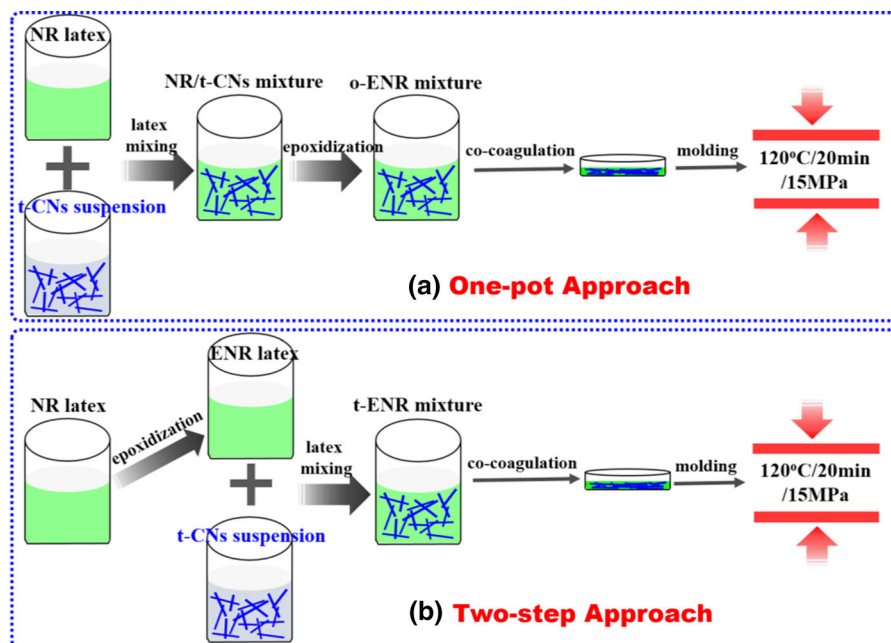 NR latex
t-CNs suspension
latex
mixing
NR/t-CNs mixture
epoxidization
o-ENR mixture
co-coagulation
molding
120°C/20min
/15MPa
(a) One-pot Approach
NR latex
epoxidization
ENR latex
t-CNs suspension
latex
mixing
t-ENR mixture
co-coagulation
molding
120°C/20min
/15MPa
(b) Two-step Approach